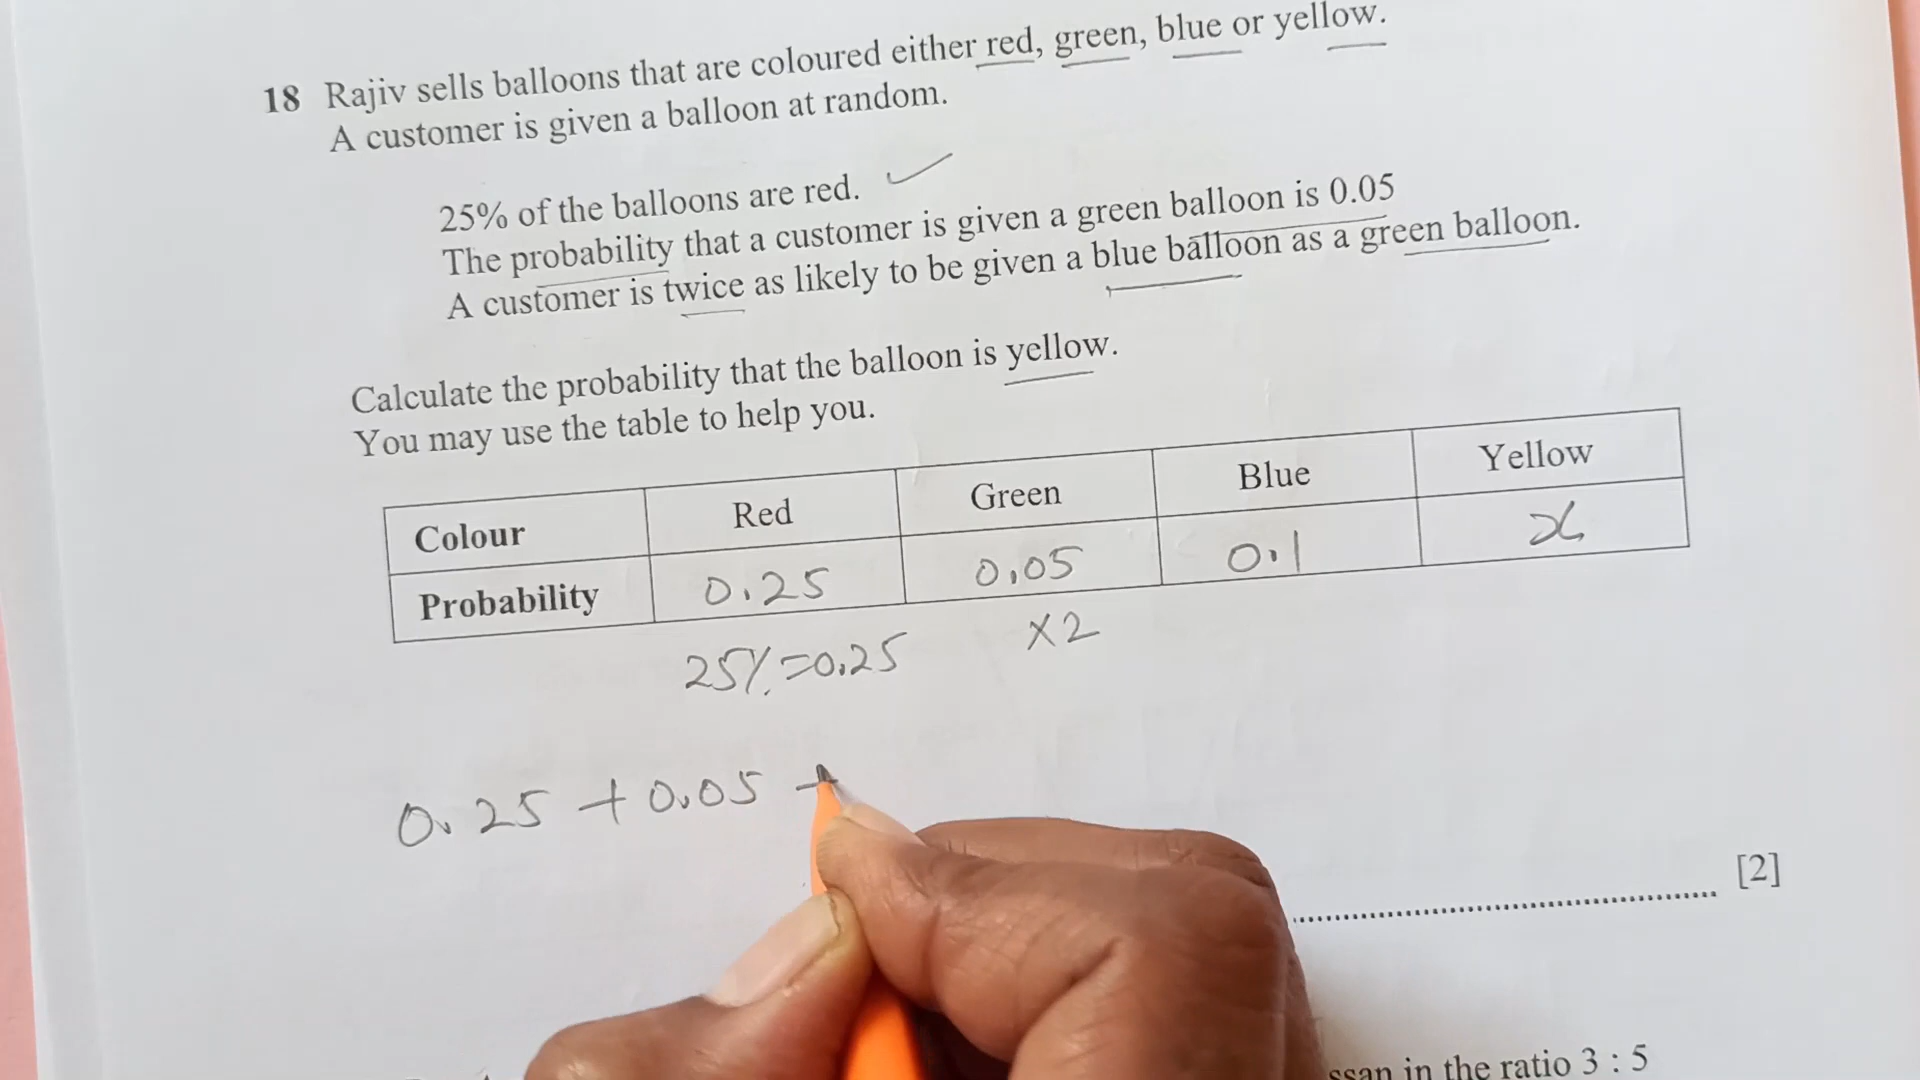 18 Rajiv sells balloons that are coloured either red, green, blue or yellow.
A customer is given a balloon at random.
25% of the balloons are red.
The probability that a customer is given a green balloon is 0.05
A customer is twice as likely to be given a blue balloon as a green balloon.
Calculate the probability that the balloon is yellow.
You may use the table to help you.
Colour Red Green Blue Yellow
Probability 0.25 0.05 0.1 x
25%=0.25 ×2
0.25 + 0.05 +
[2]
in the ratio 3 : 5